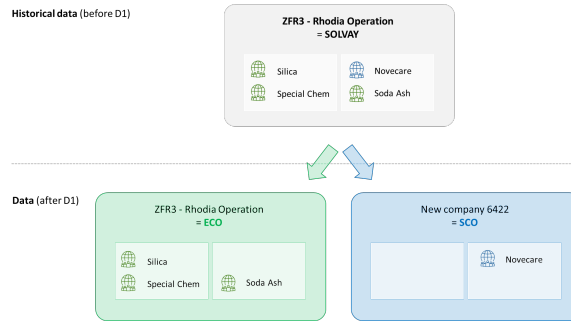 Historical data (before D1)
ZFR3 - Rhodia Operation
= SOLVAY
Silica
Novecare
Special Chem
Soda Ash
Data (after D1)
ZFR3 - Rhodia Operation
= ECO
Silica
Special Chem
Soda Ash
New company 6422
= SCO
Novecare